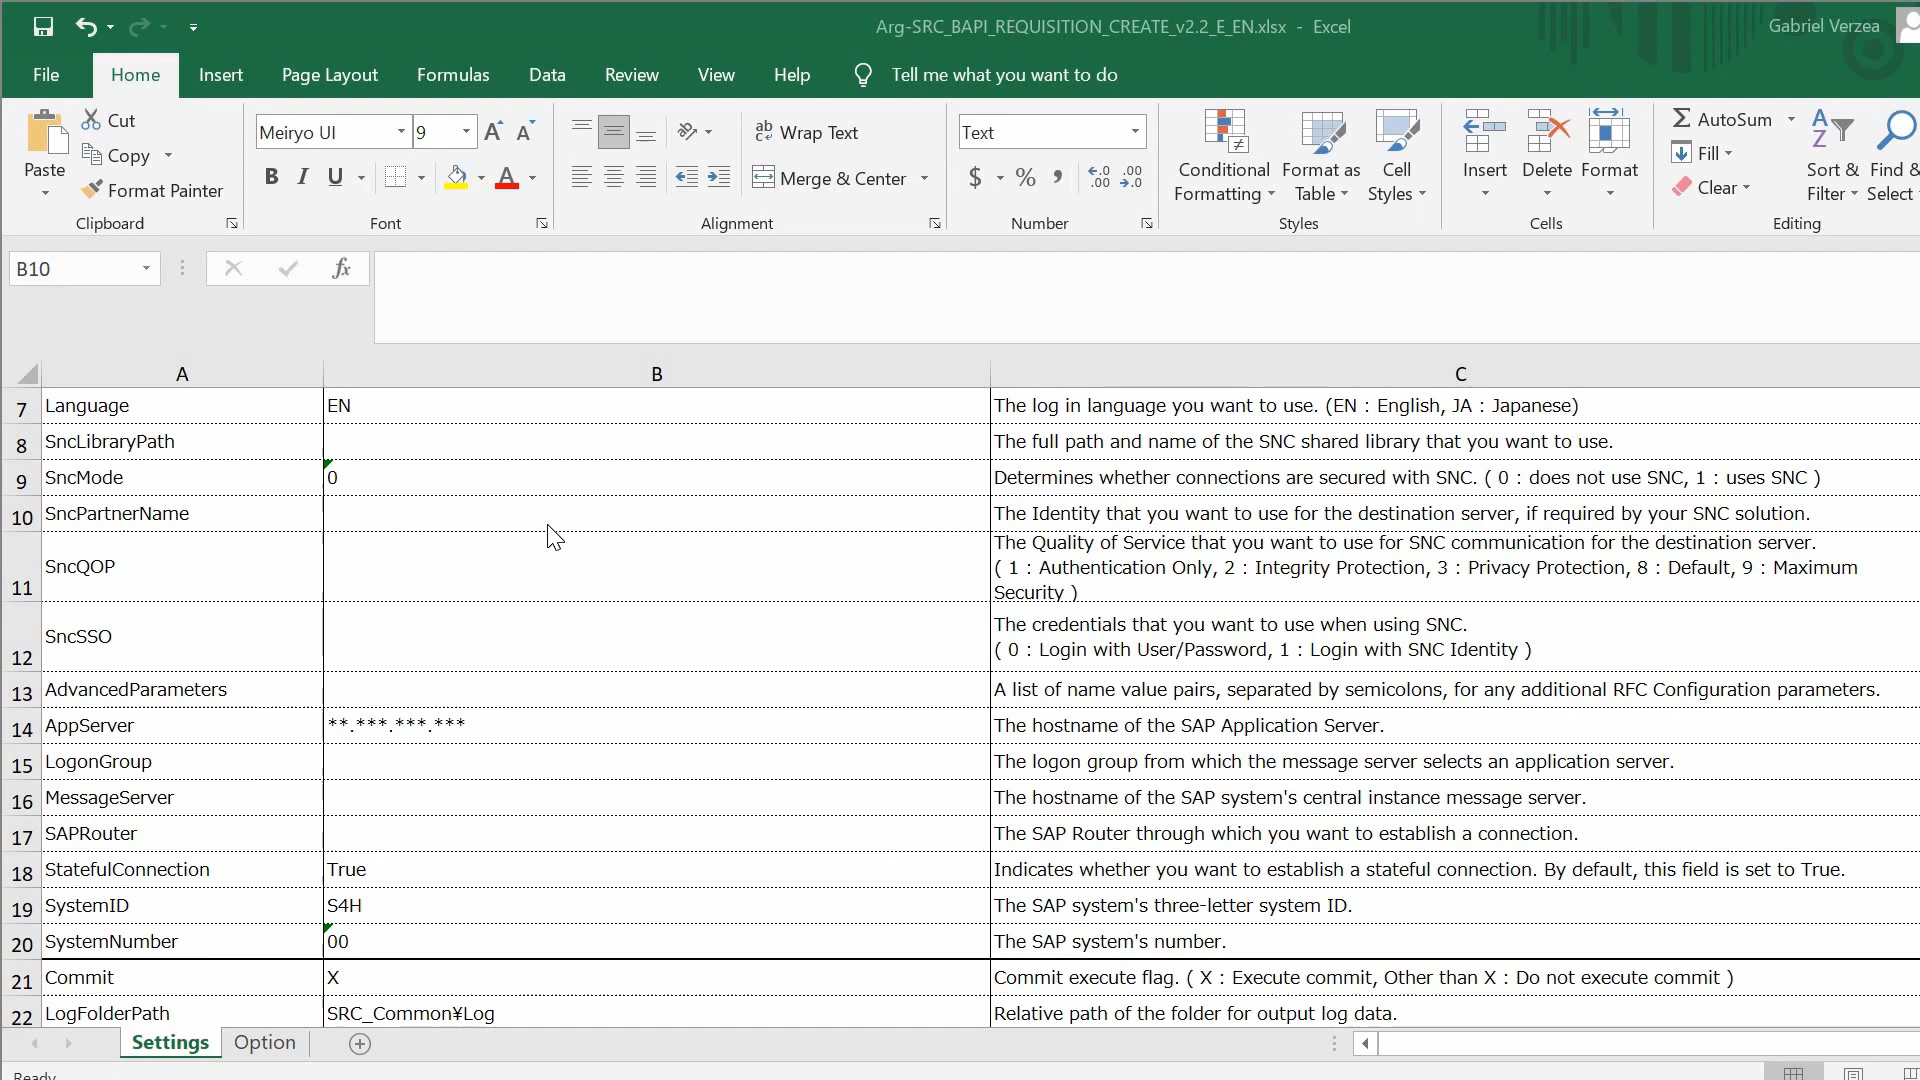 Arg-SRC_BAPI_REQUISITION_CREATE_v2.2_E_EN.xlsx - Excel
Gabriel Verzea
File Home Insert Page Layout Formulas Data Review View Help Tell me what you want to do
Paste
Cut
Copy
Format Painter
Clipboard
Meiryo UI 9
B I U
Font
Wrap Text
Merge & Center
Alignment
Text
$ % ,
Number
Conditional Formatting
Format as Table
Cell Styles
Styles
Insert Delete Format
Cells
AutoSum
Fill
Clear
Sort & Filter
Find & Select
Editing
B10 fx
A B C
7 Language EN The log in language you want to use. (EN : English, JA : Japanese)
8 SncLibraryPath The full path and name of the SNC shared library that you want to use.
9 SncMode 0 Determines whether connections are secured with SNC. ( 0 : does not use SNC, 1 : uses SNC )
10 SncPartnerName The Identity that you want to use for the destination server, if required by your SNC solution.
11 SncQOP The Quality of Service that you want to use for SNC communication for the destination server.
( 1 : Authentication Only, 2 : Integrity Protection, 3 : Privacy Protection, 8 : Default, 9 : Maximum
Security )
12 SncSSO The credentials that you want to use when using SNC.
( 0 : Login with User/Password, 1 : Login with SNC Identity )
13 AdvancedParameters A list of name value pairs, separated by semicolons, for any additional RFC Configuration parameters.
14 AppServer **.***.***.*** The hostname of the SAP Application Server.
15 LogonGroup The logon group from which the message server selects an application server.
16 MessageServer The hostname of the SAP system's central instance message server.
17 SAPRouter The SAP Router through which you want to establish a connection.
18 StatefulConnection True Indicates whether you want to establish a stateful connection. By default, this field is set to True.
19 SystemID S4H The SAP system's three-letter system ID.
20 SystemNumber 00 The SAP system's number.
21 Commit X Commit execute flag. ( X : Execute commit, Other than X : Do not execute commit )
22 LogFolderPath SRC_Common¥Log Relative path of the folder for output log data.
Settings Option
Ready